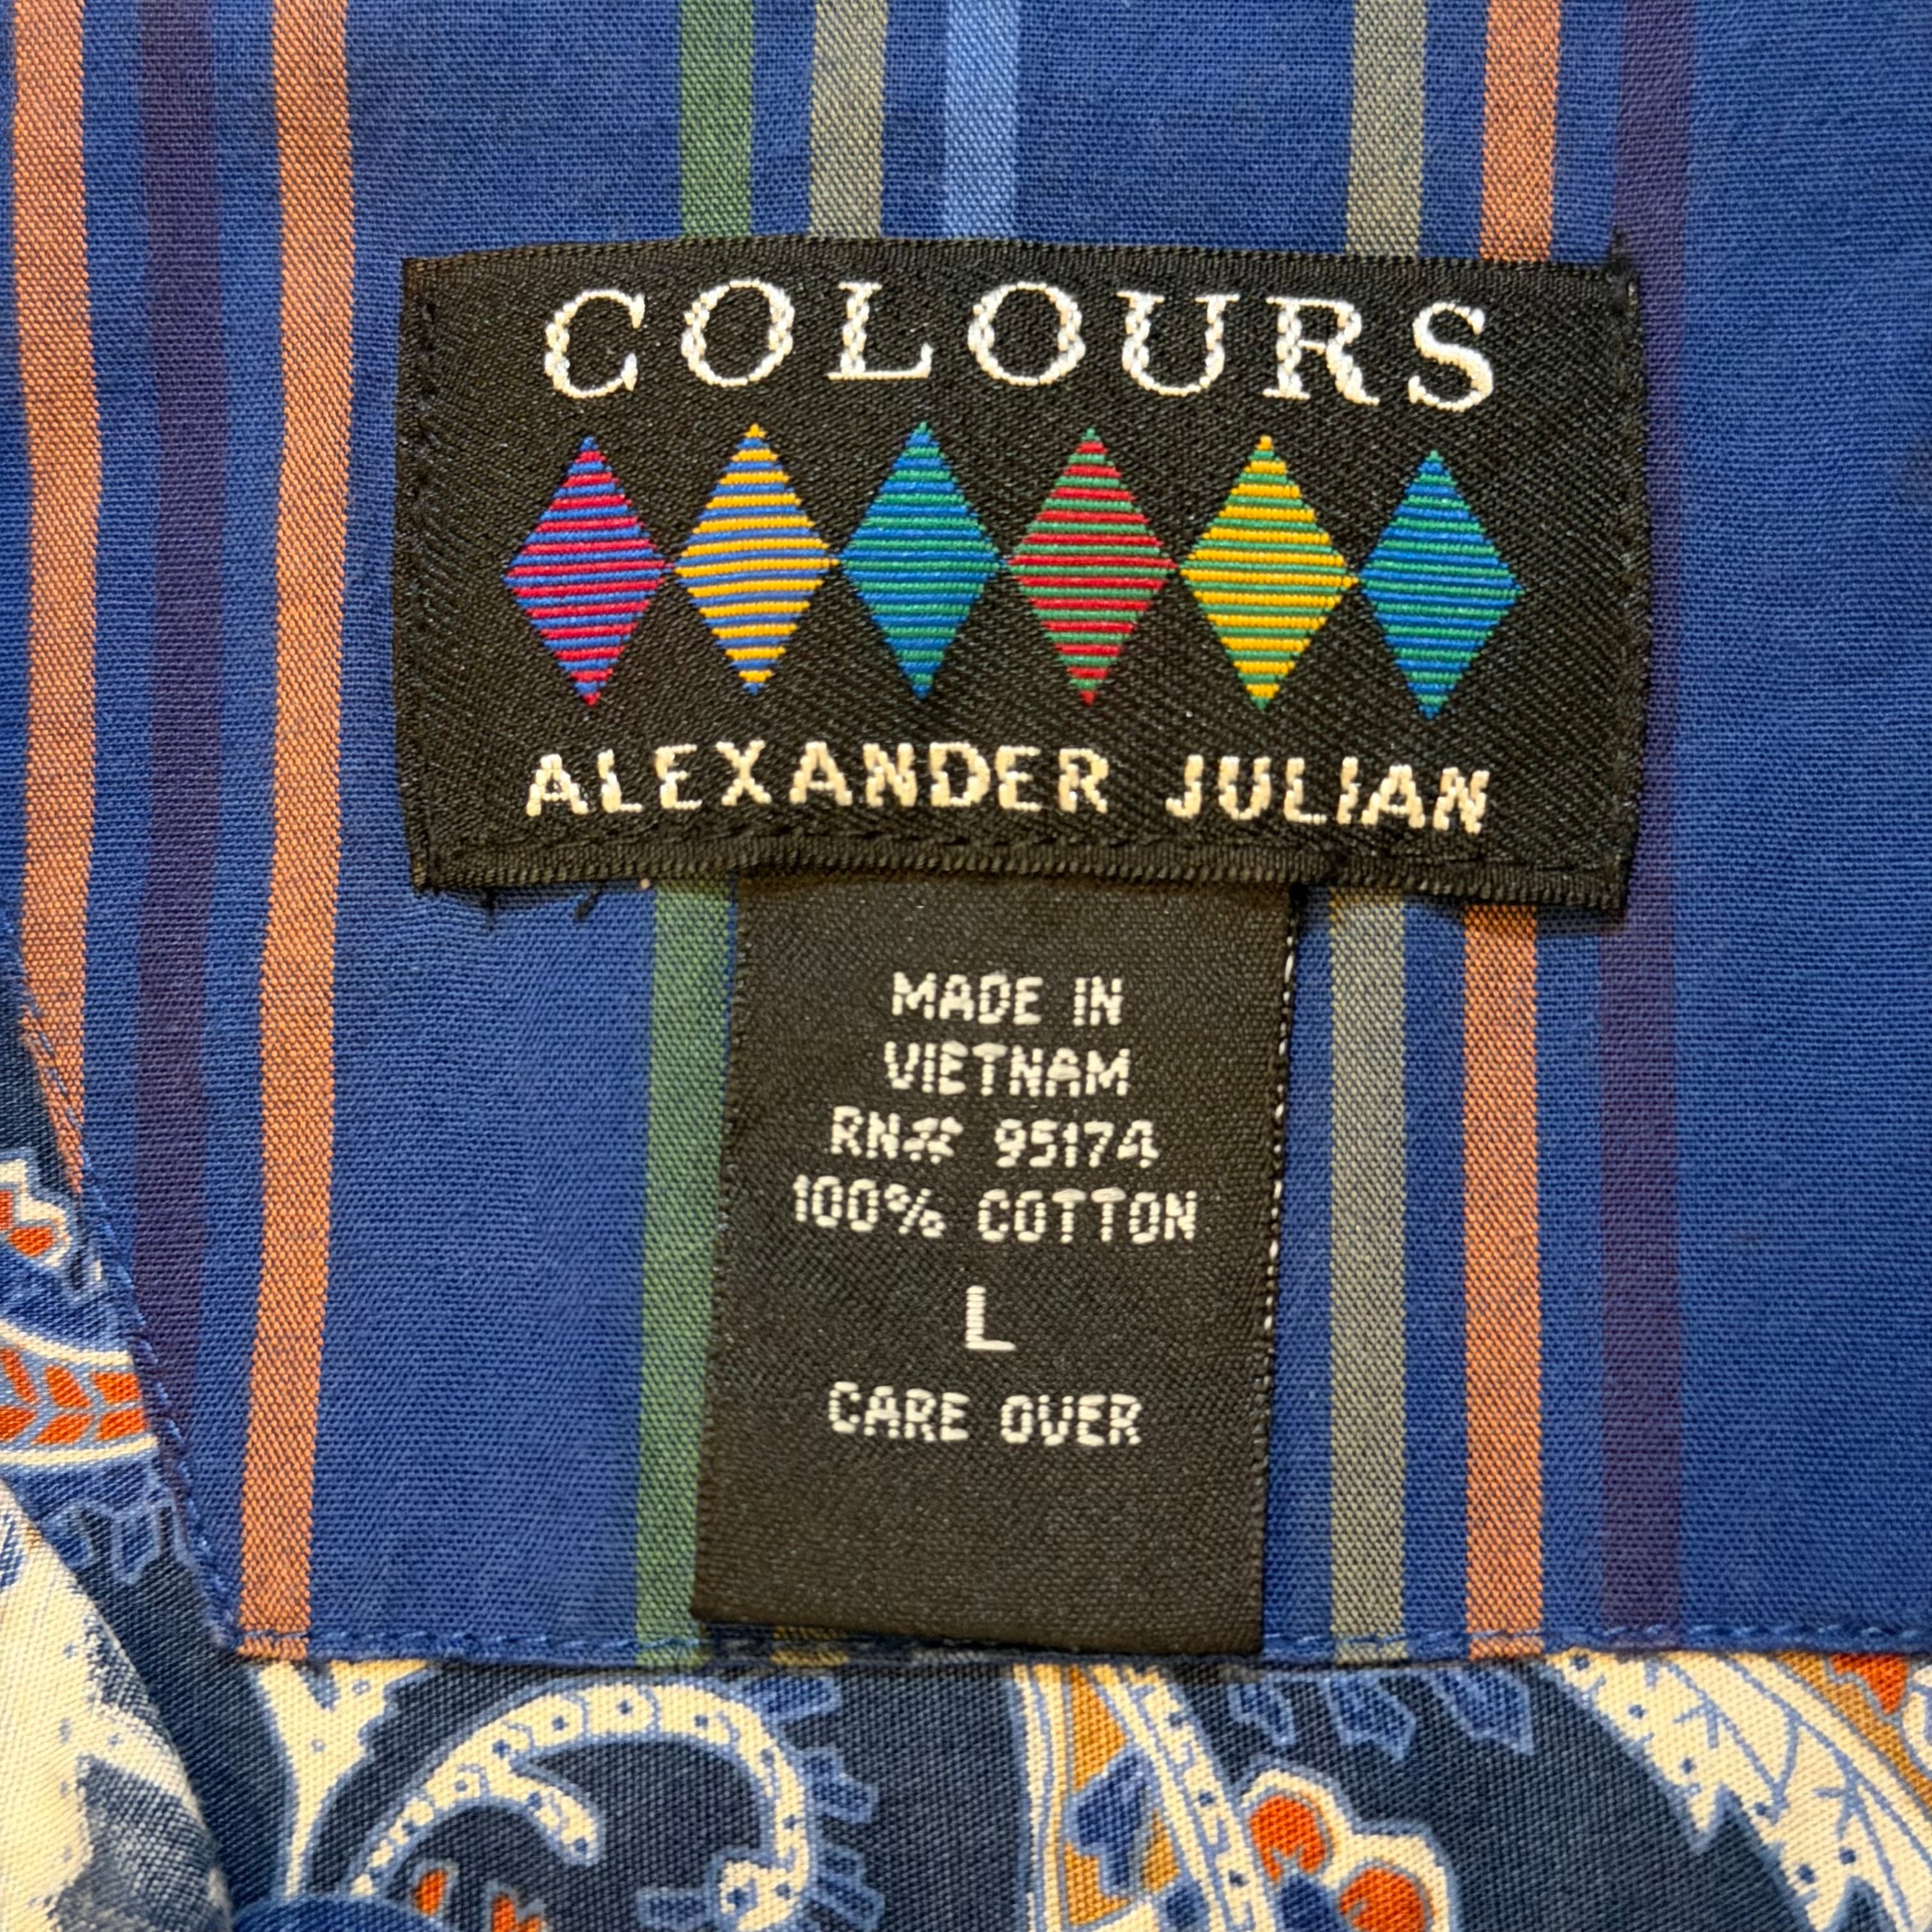 COLOURS
ALEXANDER JULIAN
MADE IN
VIETNAM
RN# 95174
100% COTTON
L
CARE OVER